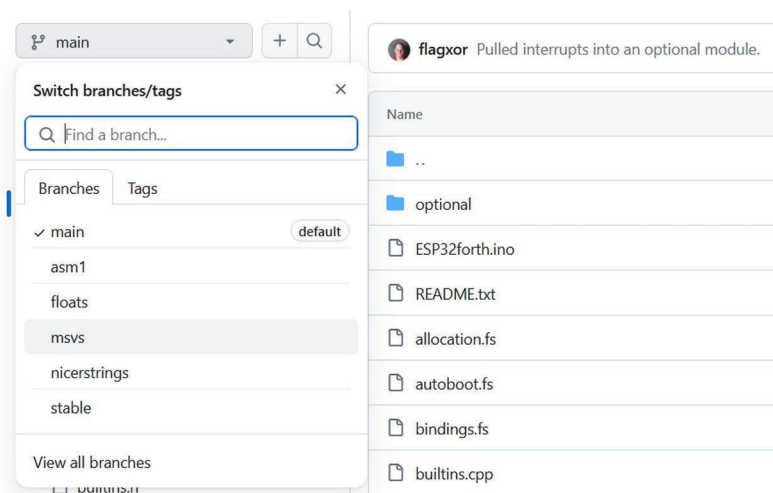 main
Switch branches/tags
Find a branch...
Branches Tags
main default
asm1
floats
msvs
nicerstrings
stable
View all branches
builtins.h
flagxor Pulled interrupts into an optional module.
Name
..
optional
ESP32forth.ino
README.txt
allocation.fs
autoboot.fs
bindings.fs
builtins.cpp